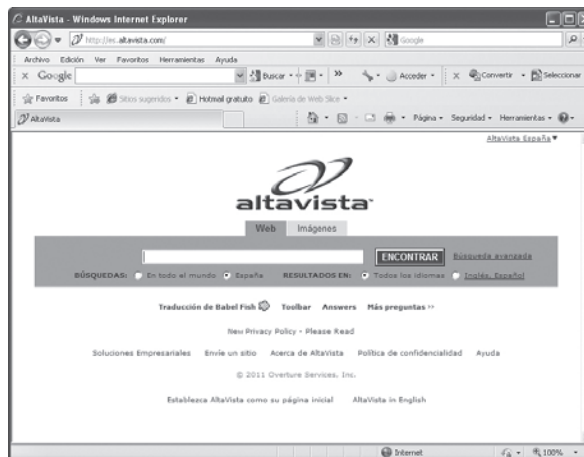 AltaVista - Windows Internet Explorer
http://es.altavista.com/ Google
Archivo Edición Ver Favoritos Herramientas Ayuda
x Google Buscar » Acceder x Convertir Seleccionar
Favoritos Sitios sugeridos Hotmail gratuito Galería de Web Slice
AltaVista Página Seguridad Herramientas
AltaVista España
altavista
Web Imágenes
ENCONTRAR Búsqueda avanzada
BÚSQUEDAS: En todo el mundo España RESULTADOS EN: Todos los idiomas Inglés, Español
Traducción de Babel Fish Toolbar Answers Más preguntas »
New Privacy Policy - Please Read
Soluciones Empresariales Envíe un sitio Acerca de AltaVista Política de confidencialidad Ayuda
© 2011 Overture Services, Inc.
Establezca AltaVista como su página inicial AltaVista in English
Internet 100%